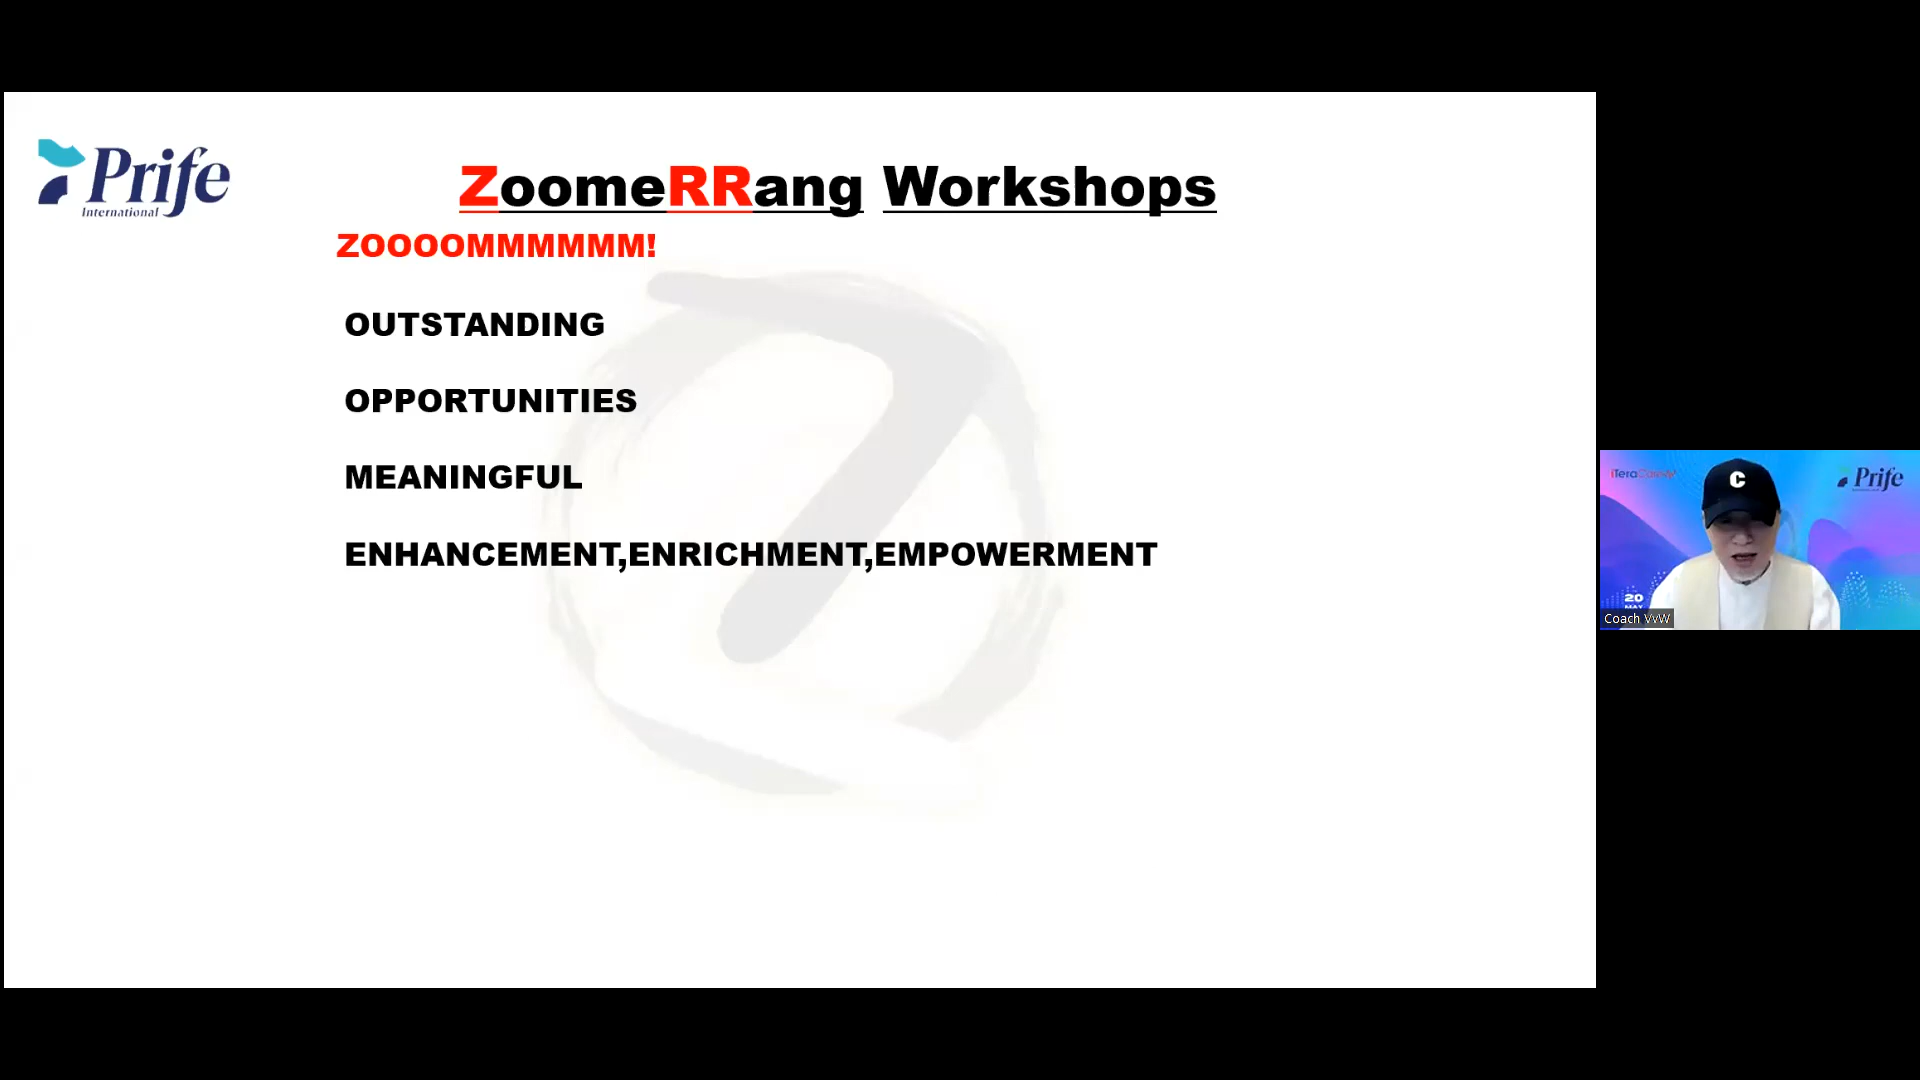 Prife
International
ZoomeRRang Workshops
ZOOOOMMMMMM!
OUTSTANDING
OPPORTUNITIES
MEANINGFUL
ENHANCEMENT,ENRICHMENT,EMPOWERMENT
C
Prife
20
Coach VvW